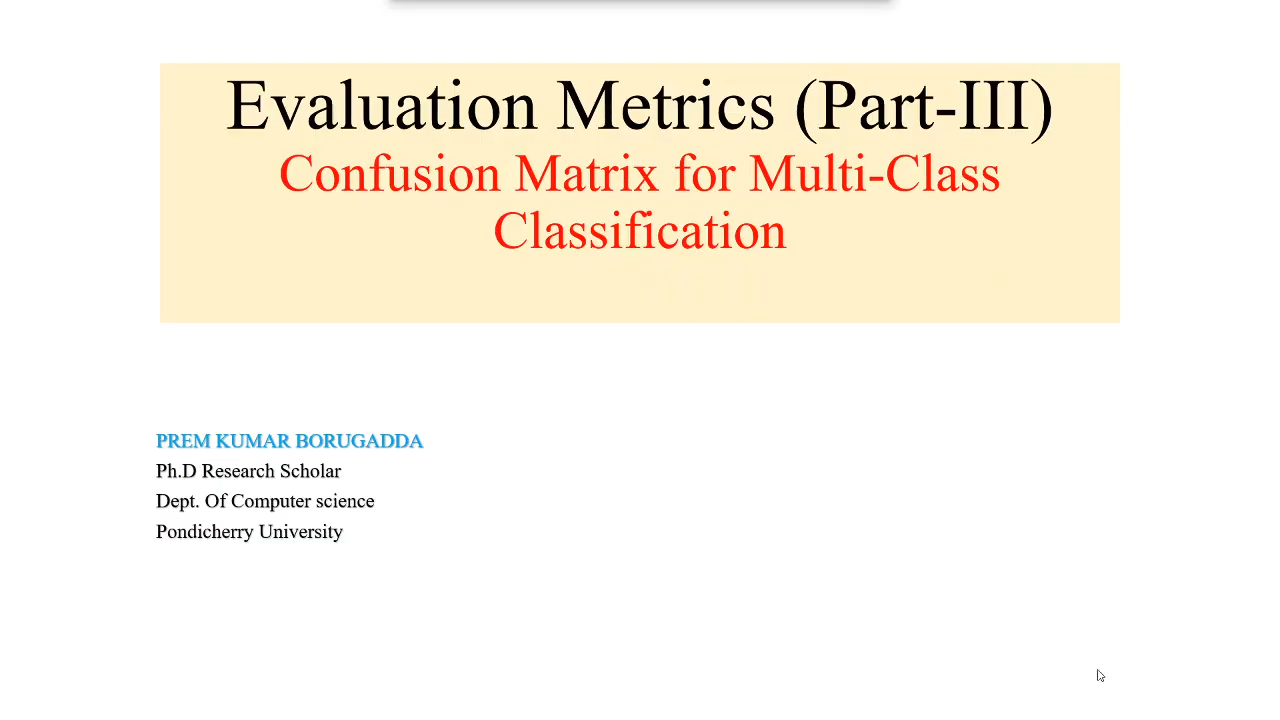 Evaluation Metrics (Part-III)
Confusion Matrix for Multi-Class
Classification
PREM KUMAR BORUGADDA
Ph.D Research Scholar
Dept. Of Computer science
Pondicherry University